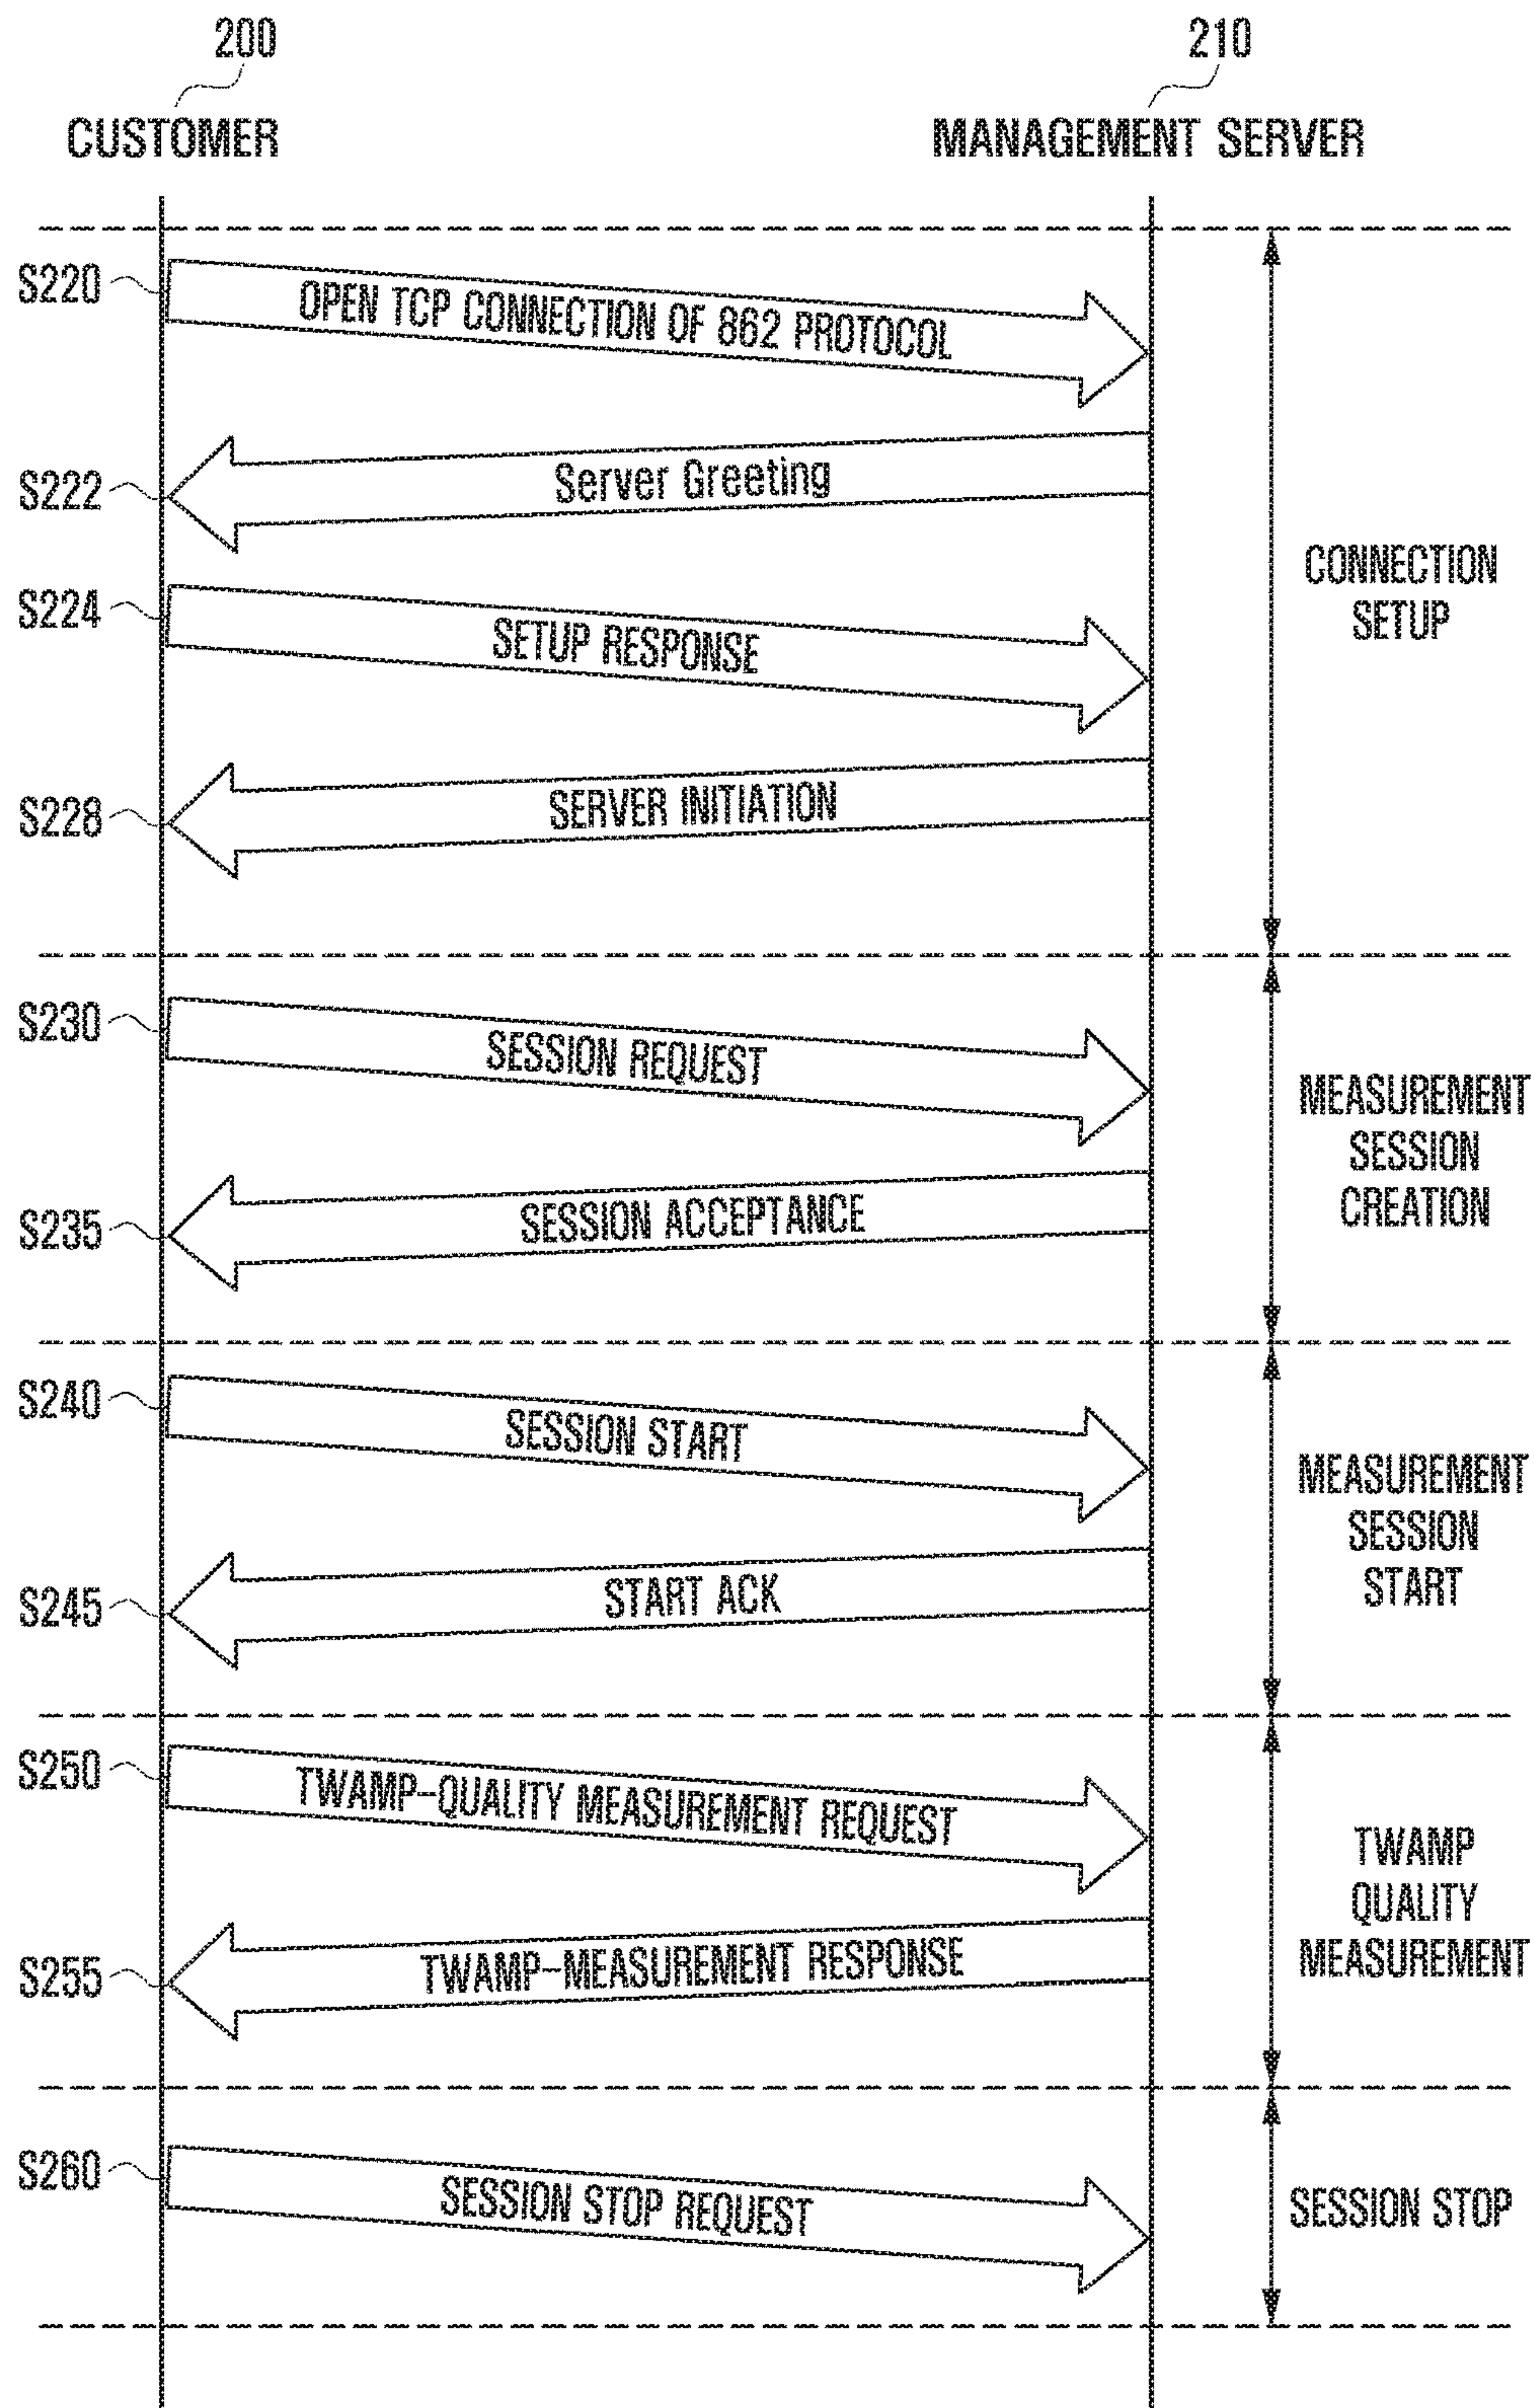 200
210
CUSTOMER
MANAGEMENT SERVER
S220
OPEN TCP CONNECTION OF 862 PROTOCOL
S222
Server Greeting
CONNECTION
SETUP
S224
SETUP RESPONSE
S228
SERVER INITIATION
S230
SESSION REQUEST
MEASUREMENT
SESSION
CREATION
S235
SESSION ACCEPTANCE
S240
SESSION START
MEASUREMENT
SESSION
START
S245
START ACK
S250
TWAMP-QUALITY MEASUREMENT REQUEST
TWAMP
QUALITY
MEASUREMENT
S255
TWAMP-MEASUREMENT RESPONSE
S260
SESSION STOP REQUEST
SESSION STOP